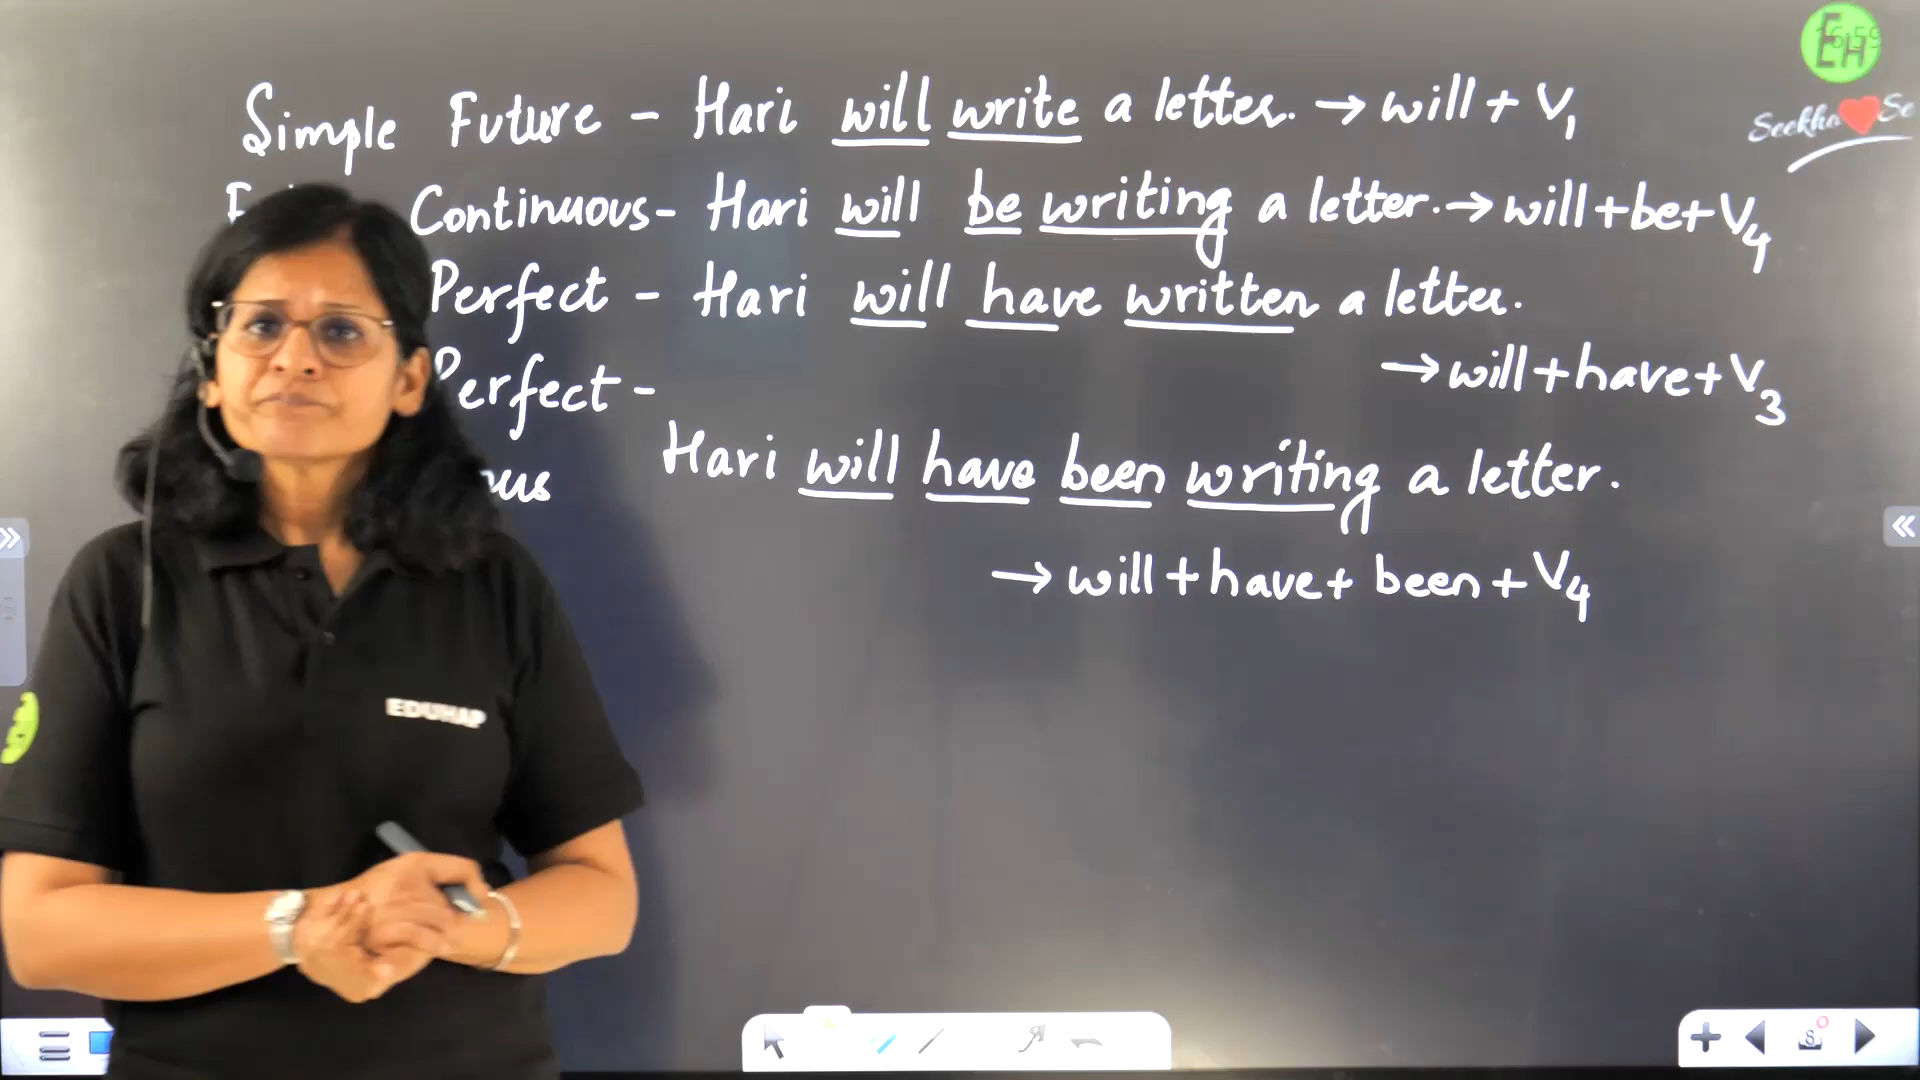 Simple Future - Hari will write a letter. → will + V₁
Continuous - Hari will be writing a letter. → will + be + V₄
Perfect - Hari will have written a letter.
→ will + have + V₃
Perfect -
Hari will have been writing a letter.
→ will + have + been + V₄
EH
Seekho Se
EDUHAP